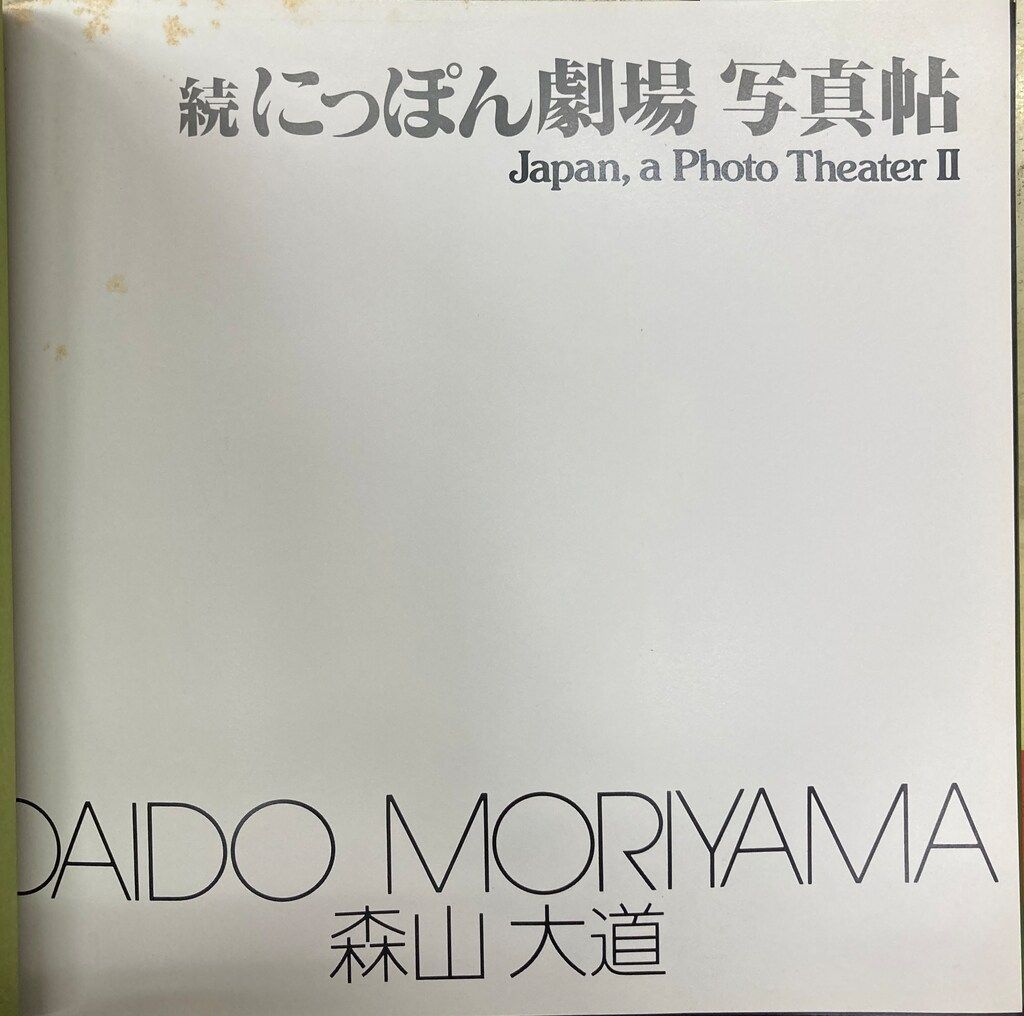 続にっぽん劇場 写真帖
Japan, a Photo Theater II
DAIDO MORIYAMA
森山 大道